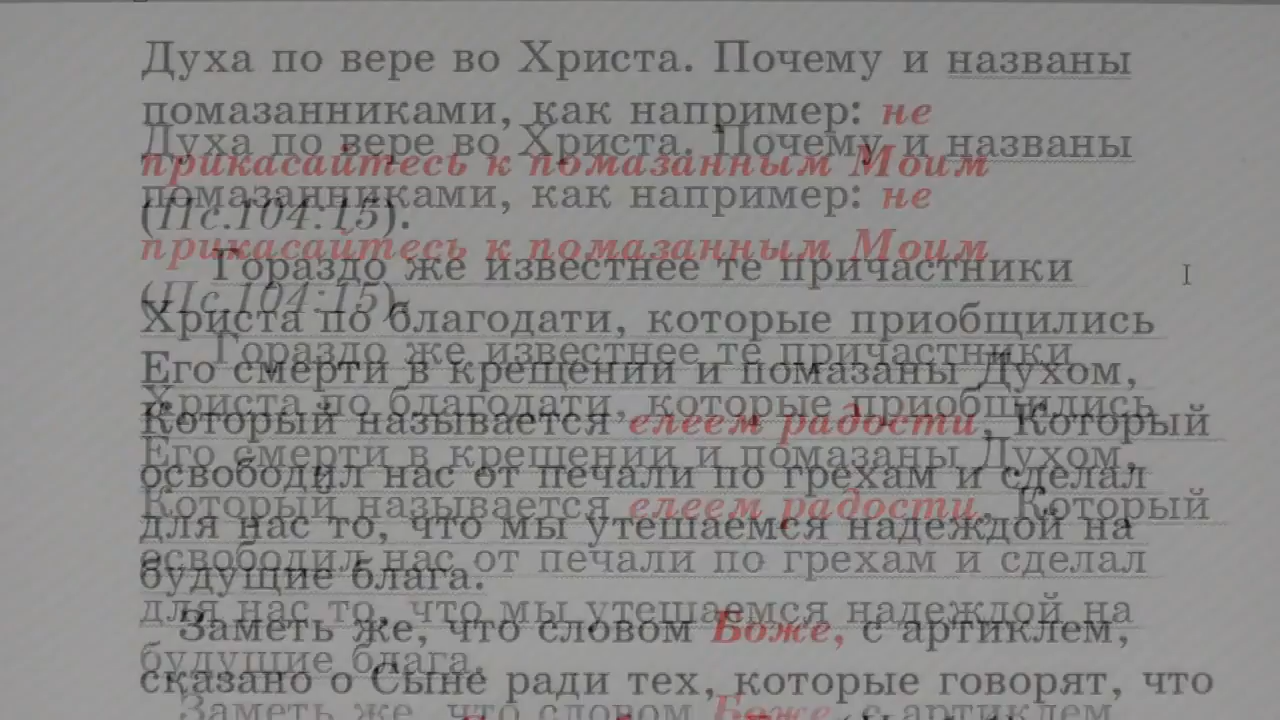 Духа по вере во Христа. Почему и названы
помазанниками, как например: не
прикасайтесь к помазанным Моим
(Пс.104:15).
Гораздо же известнее те причастники
Христа по благодати, которые приобщились
Его смерти в крещении и помазаны Духом,
Который называется елеем радости, Который
освободил нас от печали по грехам и сделал
для нас то, что мы утешаемся надеждой на
будущие блага.
Заметь же, что словом Боже, с артиклем,
сказано о Сыне ради тех, которые говорят, что